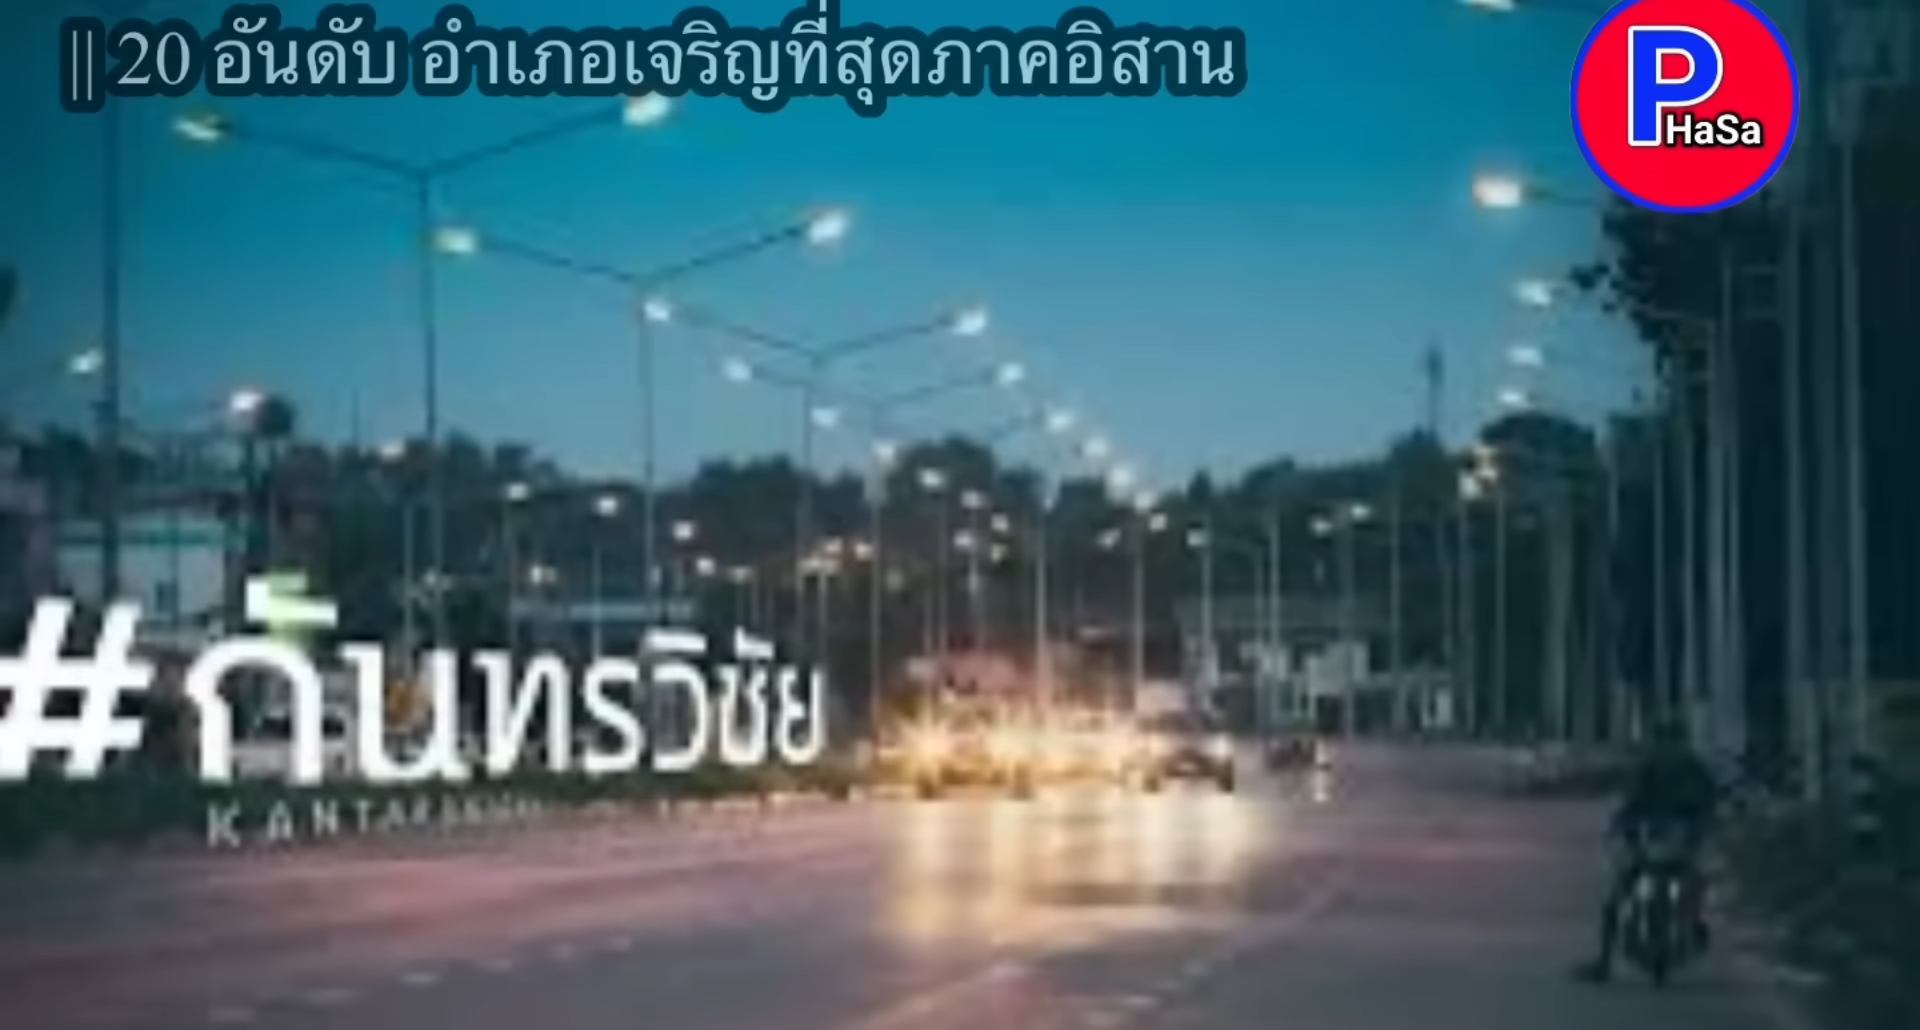 || 20 อันดับ อำเภอเจริญที่สุดภาคอิสาน
P
HaSa
#กันทรวิชัย